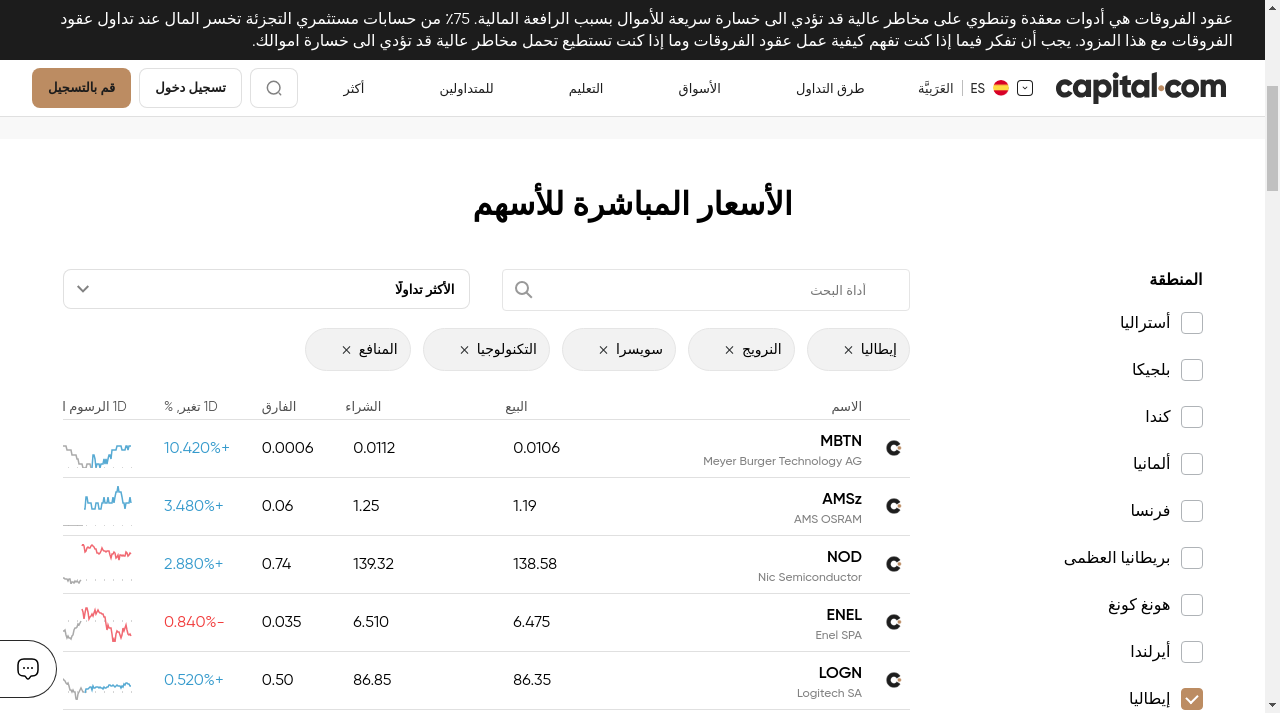 عقود الفروقات هي أدوات معقدة وتنطوي على مخاطر عالية قد تؤدي الى خسارة سريعة للأموال بسبب الرافعة المالية. 75٪ من حسابات مستثمري التجزئة تخسر المال عند تداول عقود
الفروقات مع هذا المزود. يجب أن تفكر فيما إذا كنت تفهم كيفية عمل عقود الفروقات وما إذا كنت تستطيع تحمل مخاطر عالية قد تؤدي الى خسارة اموالك.
capital.com
ES العَرَبيَّة
طرق التداول
الأسواق
التعليم
للمتداولين
أكثر
تسجيل دخول
قم بالتسجيل
الأسعار المباشرة للأسهم
المنطقة
أستراليا
بلجيكا
كندا
ألمانيا
فرنسا
بريطانيا العظمى
هونغ كونغ
أيرلندا
إيطاليا
أداة البحث
الأكثر تداولًا
إيطاليا ×
النرويج ×
سويسرا ×
التكنولوجيا ×
المنافع ×
الاسم البيع الشراء الفارق 1D تغير, % 1D الرسوم ا
MBTN 0.0106 0.0112 0.0006 10.420%+
Meyer Burger Technology AG
AMSz 1.19 1.25 0.06 3.480%+
AMS OSRAM
NOD 138.58 139.32 0.74 2.880%+
Nic Semiconductor
ENEL 6.475 6.510 0.035 0.840%-
Enel SPA
LOGN 86.35 86.85 0.50 0.520%+
Logitech SA